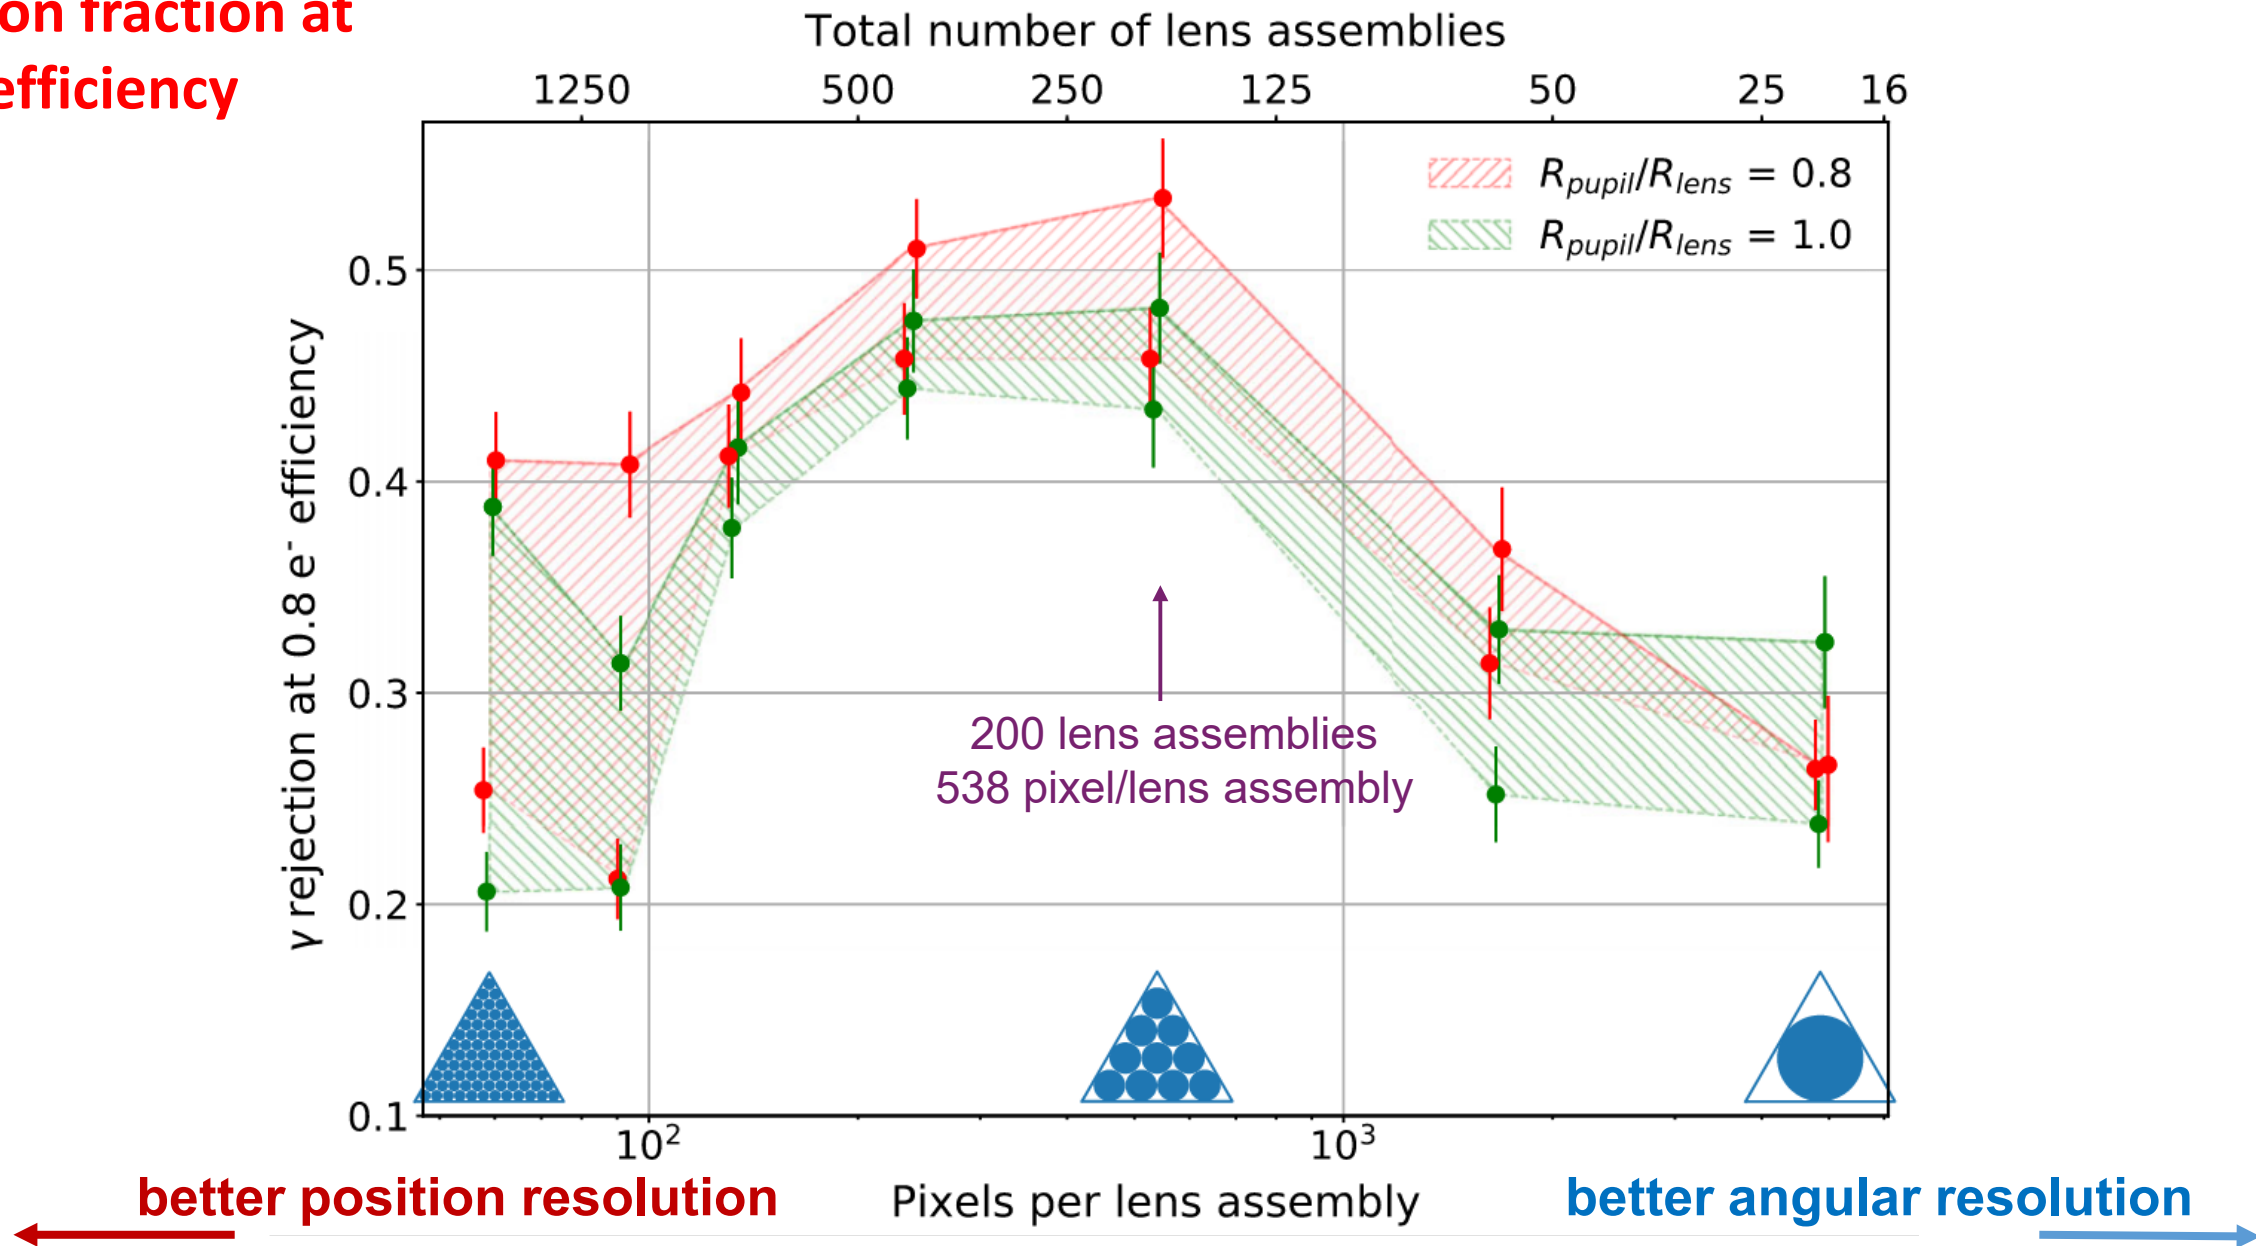 on fraction at
efficiency
Total number of lens assemblies
1250 500 250 125 50 25 16
R_pupil/R_lens = 0.8
R_pupil/R_lens = 1.0
γ rejection at 0.8 e⁻ efficiency
0.5
0.4
0.3
0.2
0.1
200 lens assemblies
538 pixel/lens assembly
10² 10³
better position resolution
Pixels per lens assembly
better angular resolution